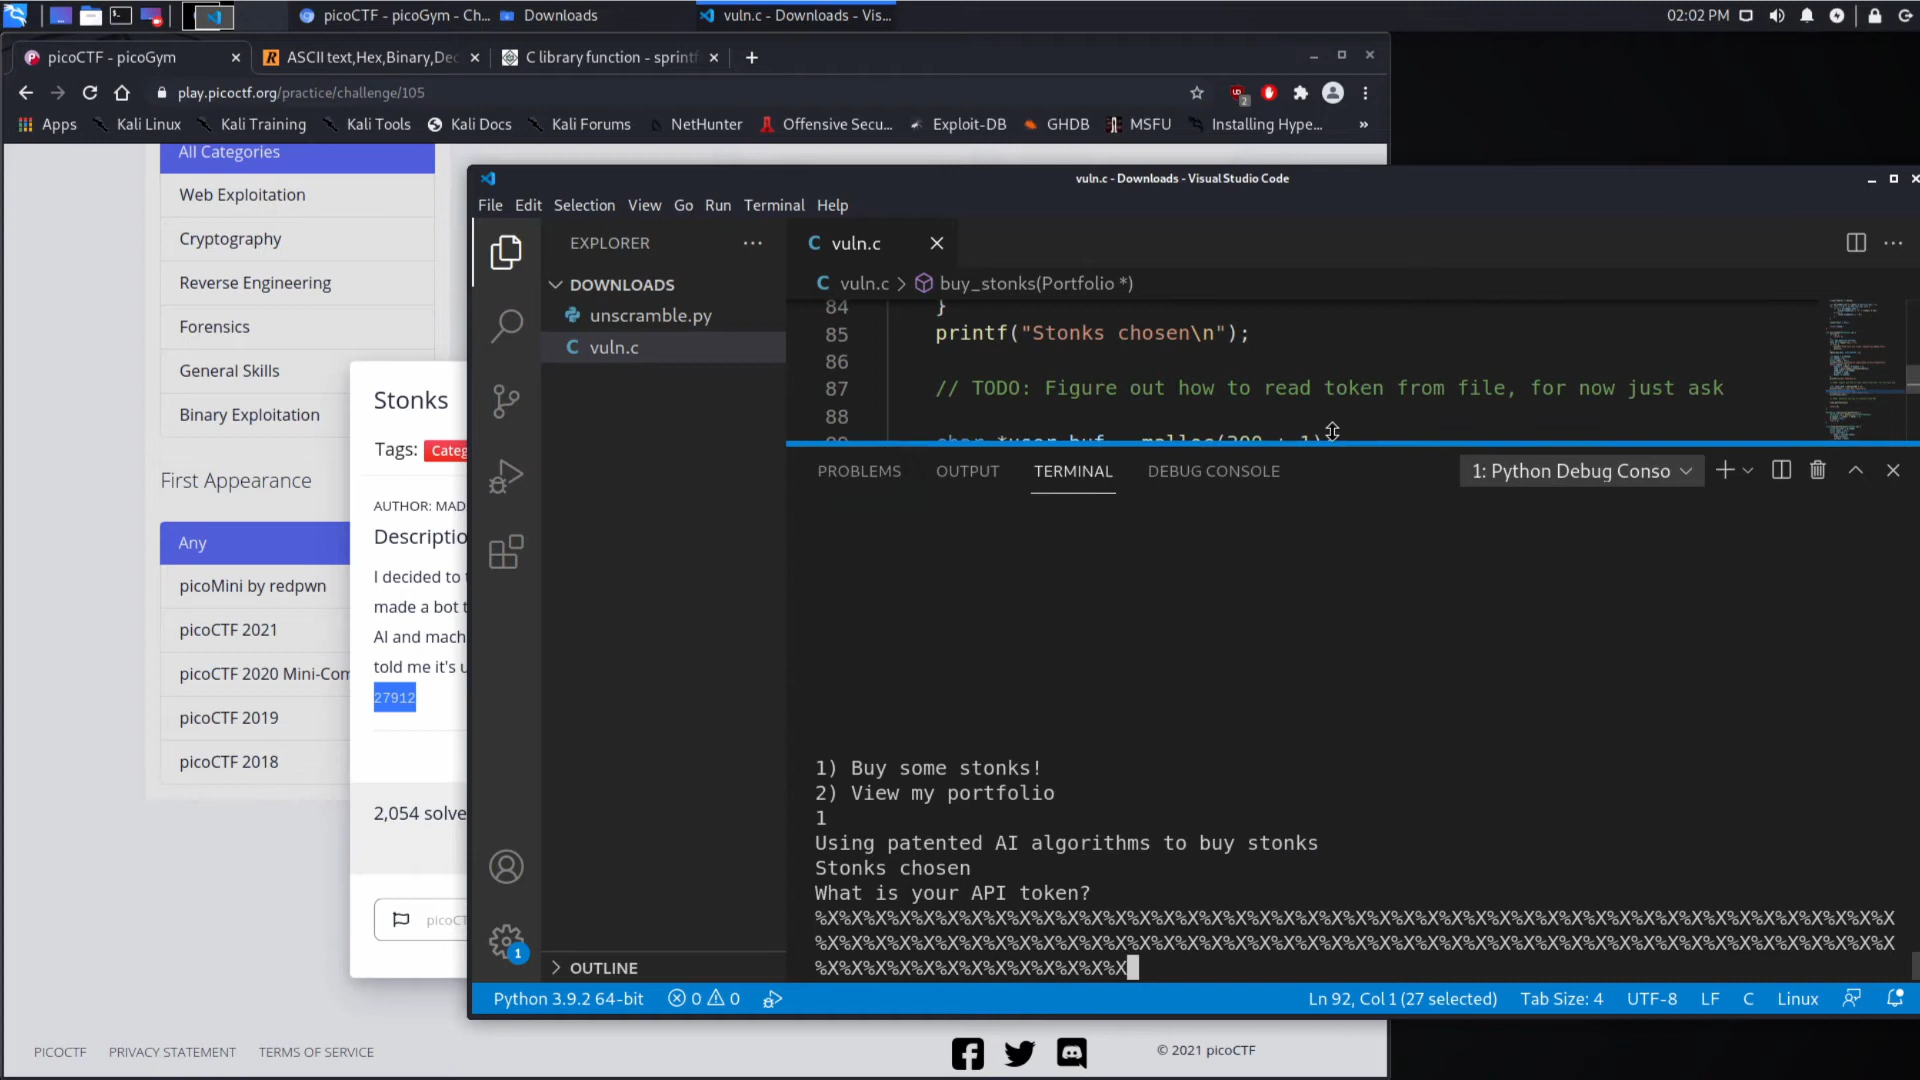 picoCTF - picoGym - Ch...
Downloads
vuln.c - Downloads - Vis...
02:02 PM
picoCTF - picoGym
ASCII text,Hex,Binary,Dec
C library function - sprintf
play.picoctf.org/practice/challenge/105
2
Apps
Kali Linux
Kali Training
Kali Tools
Kali Docs
Kali Forums
NetHunter
Offensive Secu...
Exploit-DB
GHDB
MSFU
Installing Hype...
»
All Categories
Web Exploitation
Cryptography
Reverse Engineering
Forensics
General Skills
Binary Exploitation
First Appearance
Any
picoMini by redpwn
picoCTF 2021
picoCTF 2020 Mini-Com
picoCTF 2019
picoCTF 2018
Stonks
Tags: Categ
AUTHOR: MAD
Descriptio
I decided to t
made a bot t
AI and mach
told me it's u
27912
2,054 solve
picoCT
vuln.c - Downloads - Visual Studio Code
File Edit Selection View Go Run Terminal Help
EXPLORER
DOWNLOADS
unscramble.py
vuln.c
OUTLINE
1
vuln.c
vuln.c > buy_stonks(Portfolio *)
84 }
85 printf("Stonks chosen\n");
86
87 // TODO: Figure out how to read token from file, for now just ask
88
PROBLEMS OUTPUT TERMINAL DEBUG CONSOLE
1: Python Debug Conso
1) Buy some stonks!
2) View my portfolio
1
Using patented AI algorithms to buy stonks
Stonks chosen
What is your API token?
%X%X%X%X%X%X%X%X%X%X%X%X%X%X%X%X%X%X%X%X%X%X%X%X%X%X%X%X%X%X%X%X%X%X%X%X%X%X%X%X%X%X%X%X%X
%X%X%X%X%X%X%X%X%X%X%X%X%X%X%X%X%X%X%X%X%X%X%X%X%X%X%X%X%X%X%X%X%X%X%X%X%X%X%X%X%X%X%X%X%X
%X%X%X%X%X%X%X%X%X%X%X%X%X
Python 3.9.2 64-bit
0
0
Ln 92, Col 1 (27 selected)
Tab Size: 4
UTF-8
LF
C
Linux
PICOCTF
PRIVACY STATEMENT
TERMS OF SERVICE
© 2021 picoCTF